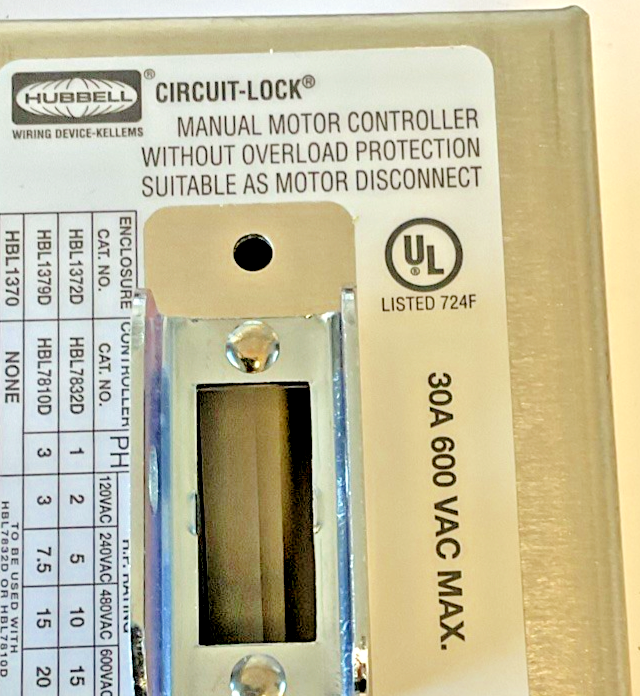 HUBBELL®
WIRING DEVICE-KELLEMS
CIRCUIT-LOCK®
MANUAL MOTOR CONTROLLER
WITHOUT OVERLOAD PROTECTION
SUITABLE AS MOTOR DISCONNECT
UL
LISTED 724F
30A 600 VAC MAX.
ENCLOSURE CONTROLLER
CAT. NO. CAT. NO. PH 120VAC 240VAC 480VAC 600VAC
HBL1372D HBL7832D 1 2 5 10 15
HBL1379D HBL7810D 3 3 7.5 15 20
HBL1370 NONE TO BE USED WITH
HBL7832D OR HBL7810D